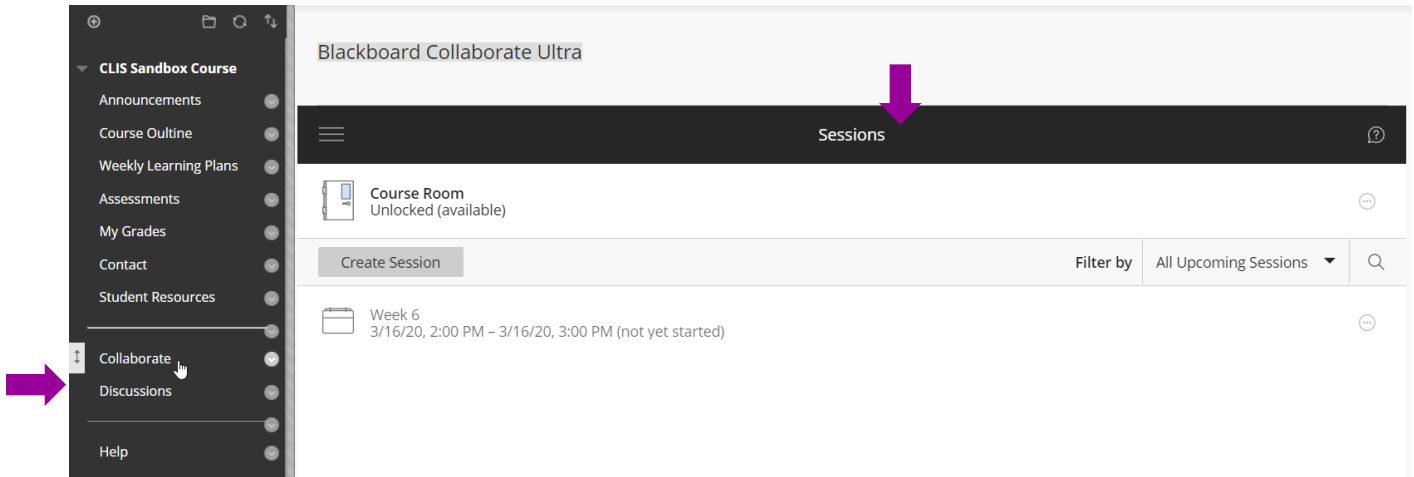 CLIS Sandbox Course
Announcements
Course Oultine
Weekly Learning Plans
Assessments
My Grades
Contact
Student Resources
Collaborate
Discussions
Help
Blackboard Collaborate Ultra
Sessions
Course Room
Unlocked (available)
Create Session
Filter by All Upcoming Sessions
Week 6
3/16/20, 2:00 PM – 3/16/20, 3:00 PM (not yet started)